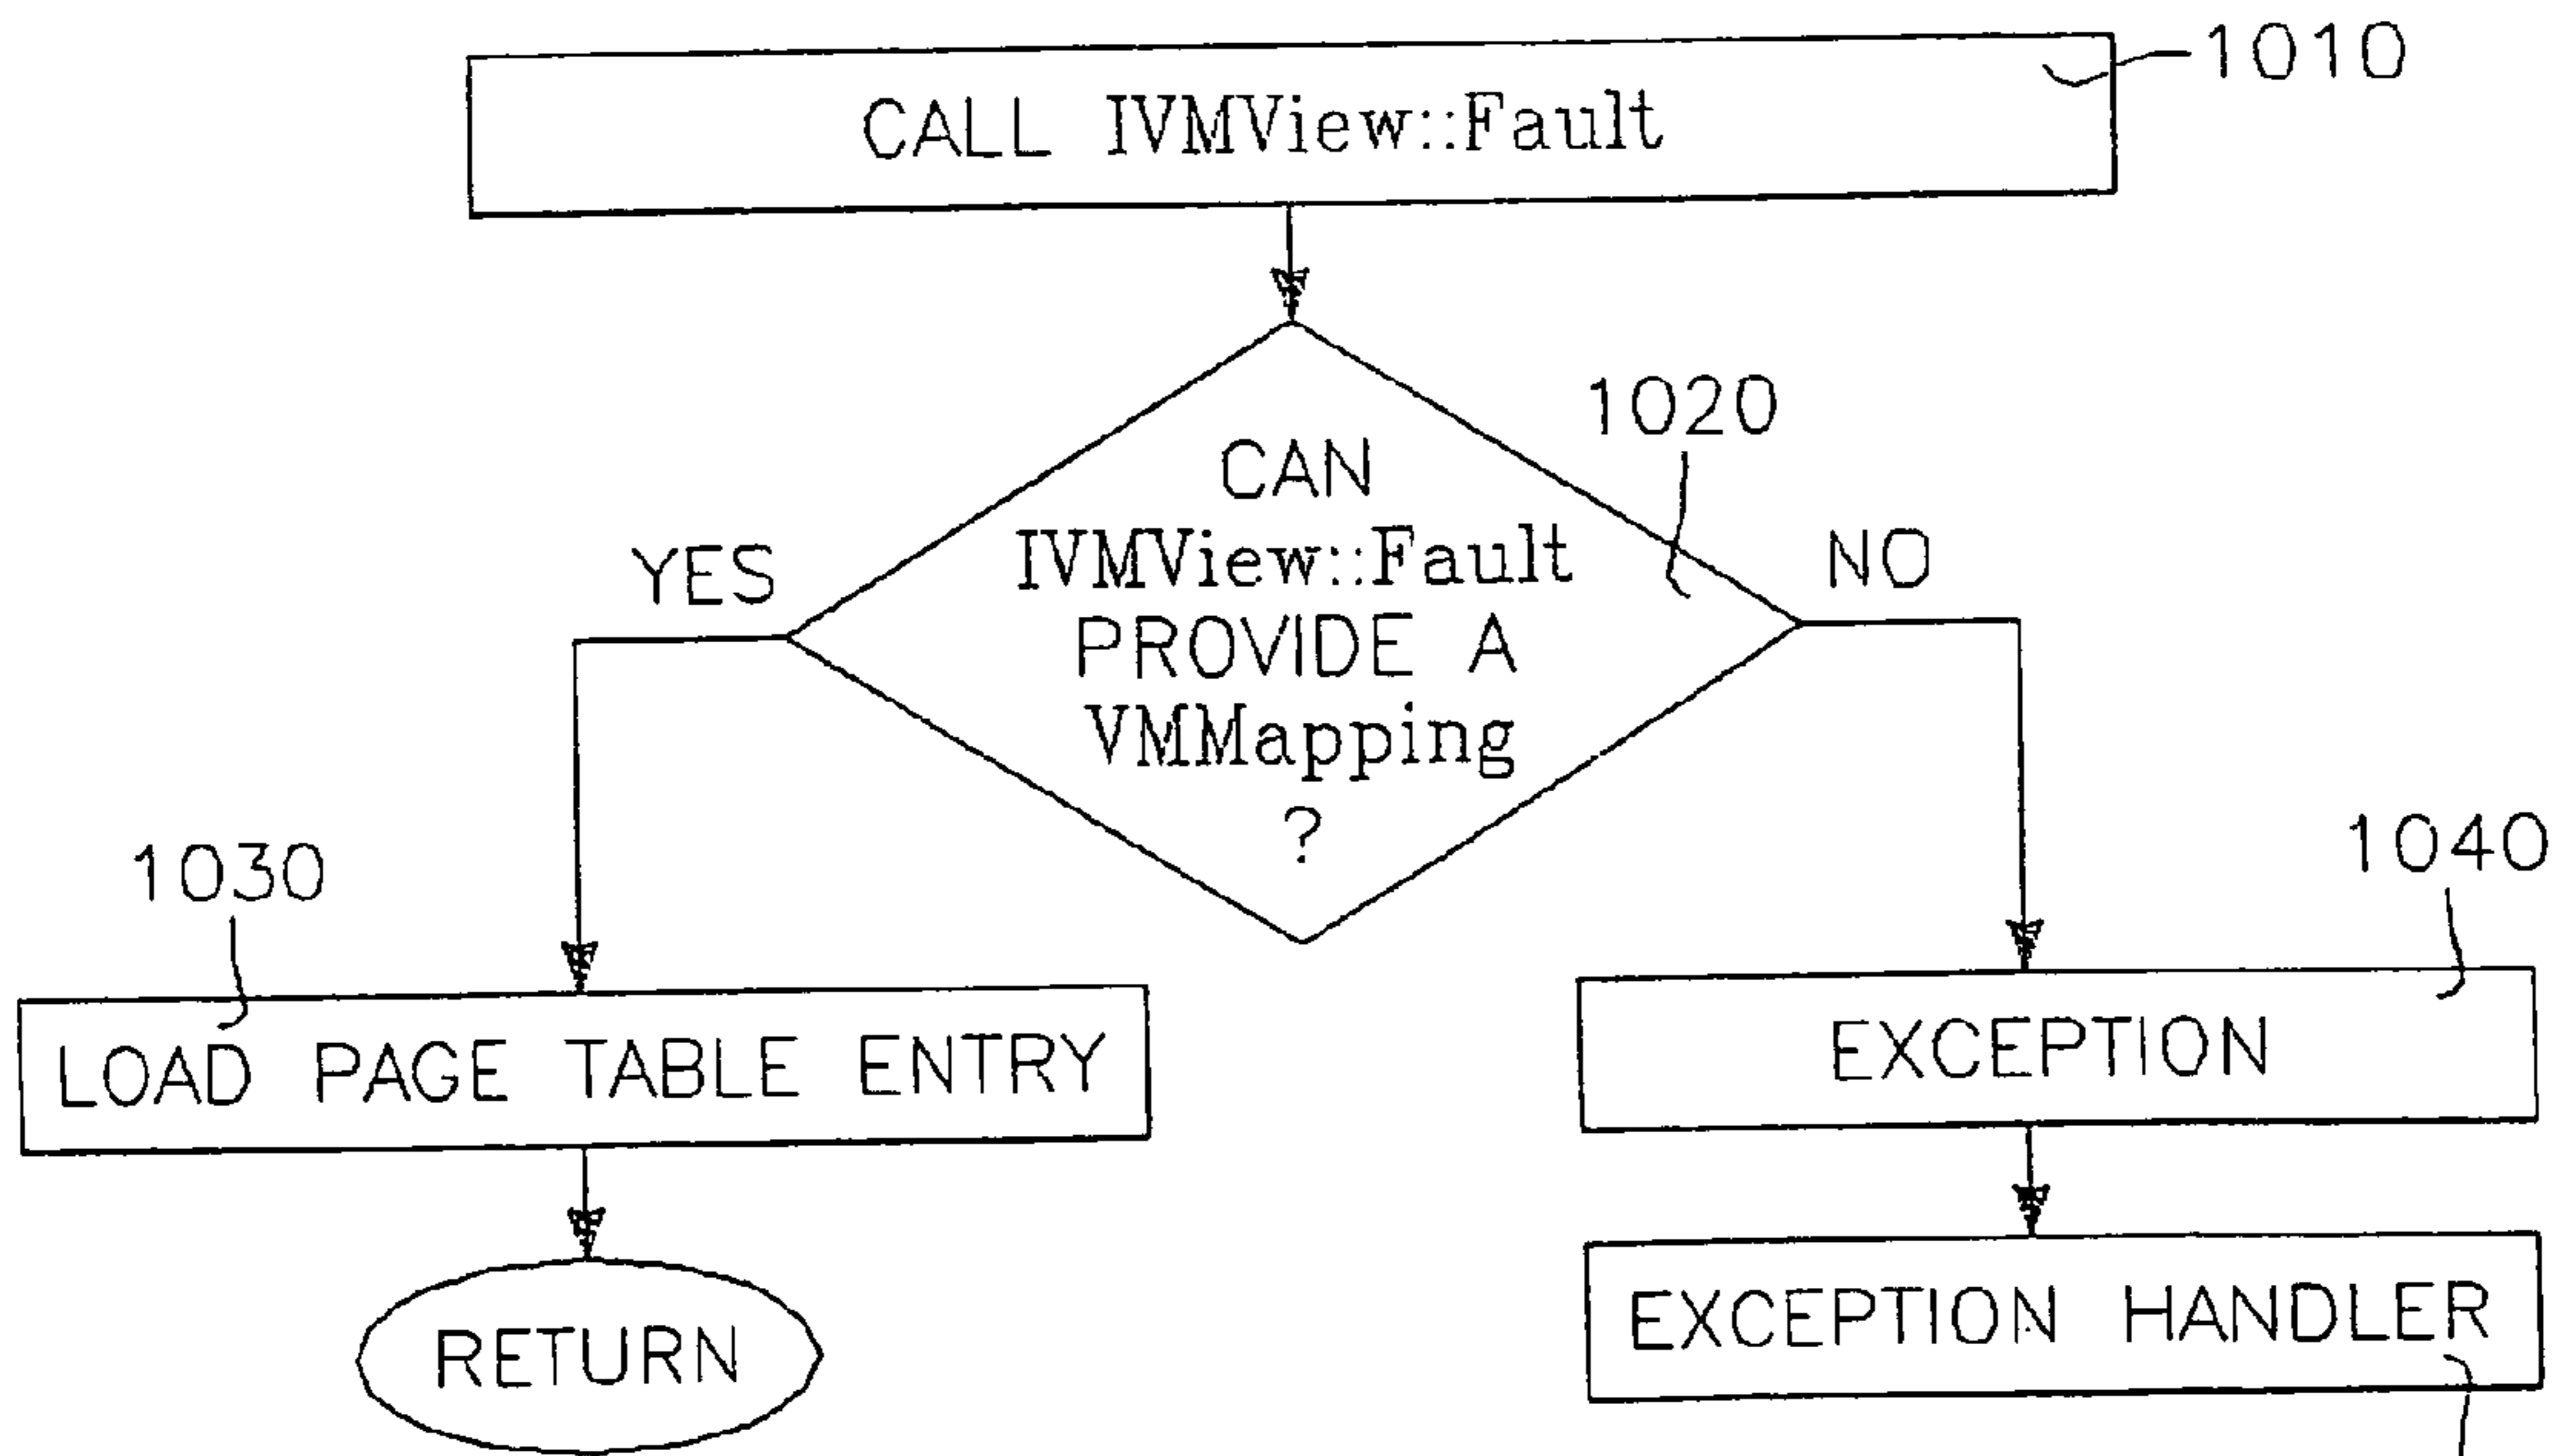 1010
CALL IVMView::Fault
1020
CAN
IVMView::Fault
PROVIDE A
VMMapping
?
YES
NO
1030
1040
LOAD PAGE TABLE ENTRY
EXCEPTION
RETURN
EXCEPTION HANDLER